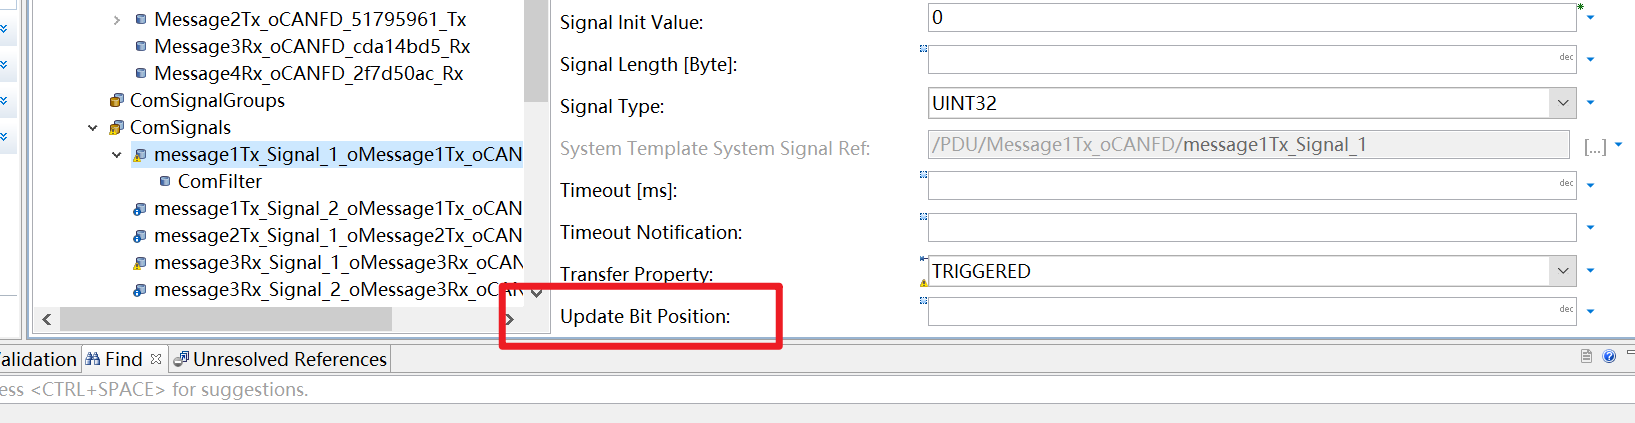 Message2Tx_oCANFD_51795961_Tx
Message3Rx_oCANFD_cda14bd5_Rx
Message4Rx_oCANFD_2f7d50ac_Rx
ComSignalGroups
ComSignals
message1Tx_Signal_1_oMessage1Tx_oCAN
ComFilter
message1Tx_Signal_2_oMessage1Tx_oCAN
message2Tx_Signal_1_oMessage2Tx_oCAN
message3Rx_Signal_1_oMessage3Rx_oCAN
message3Rx_Signal_2_oMessage3Rx_oCAN
Signal Init Value: 0
Signal Length [Byte]: dec
Signal Type: UINT32
System Template System Signal Ref: /PDU/Message1Tx_oCANFD/message1Tx_Signal_1 [...]
Timeout [ms]: dec
Timeout Notification:
Transfer Property: TRIGGERED
Update Bit Position: dec
alidation Find Unresolved References
ess <CTRL+SPACE> for suggestions.